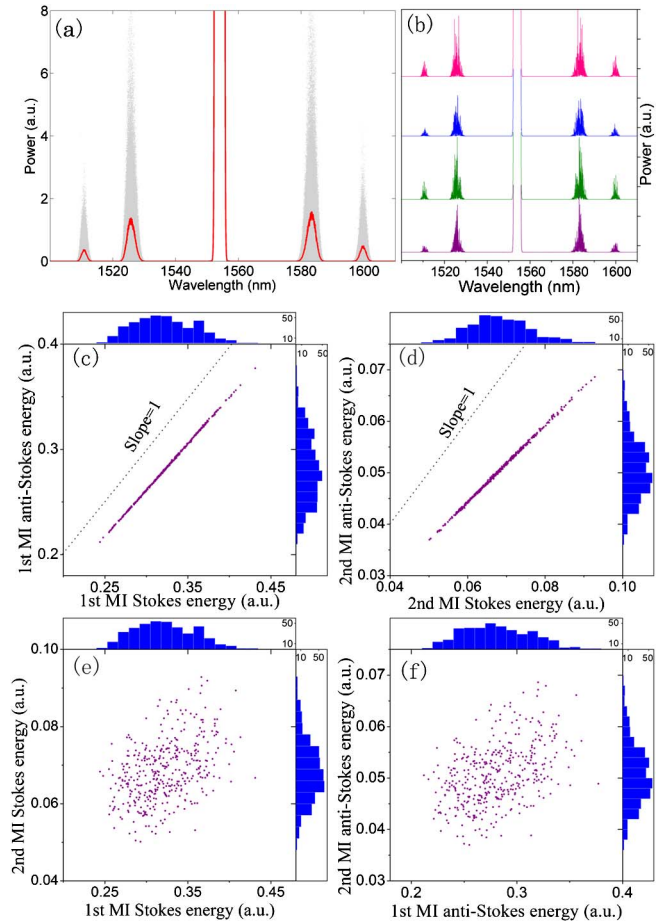 (a)
8
6
4
2
0
Power (a.u.)
1520 1540 1560 1580 1600
Wavelength (nm)
(b)
Power (a.u.)
1520 1540 1560 1580 1600
Wavelength (nm)
(c)
50
10
10 50
0.4
0.3
0.2
1st MI anti-Stokes energy (a.u.)
Slope=1
0.25 0.35 0.45
1st MI Stokes energy (a.u.)
(d)
50
10
10 50
0.07
0.06
0.05
0.04
0.03
2nd MI anti-Stokes energy (a.u.)
Slope=1
0.04 0.06 0.08 0.10
2nd MI Stokes energy (a.u.)
(e)
50
10
10 50
0.10
0.08
0.06
0.04
2nd MI Stokes energy (a.u.)
0.25 0.35 0.45
1st MI Stokes energy (a.u.)
(f)
50
10
10 50
0.07
0.06
0.05
0.04
0.03
2nd MI anti-Stokes energy (a.u.)
0.2 0.3 0.4
1st MI anti-Stokes energy (a.u.)